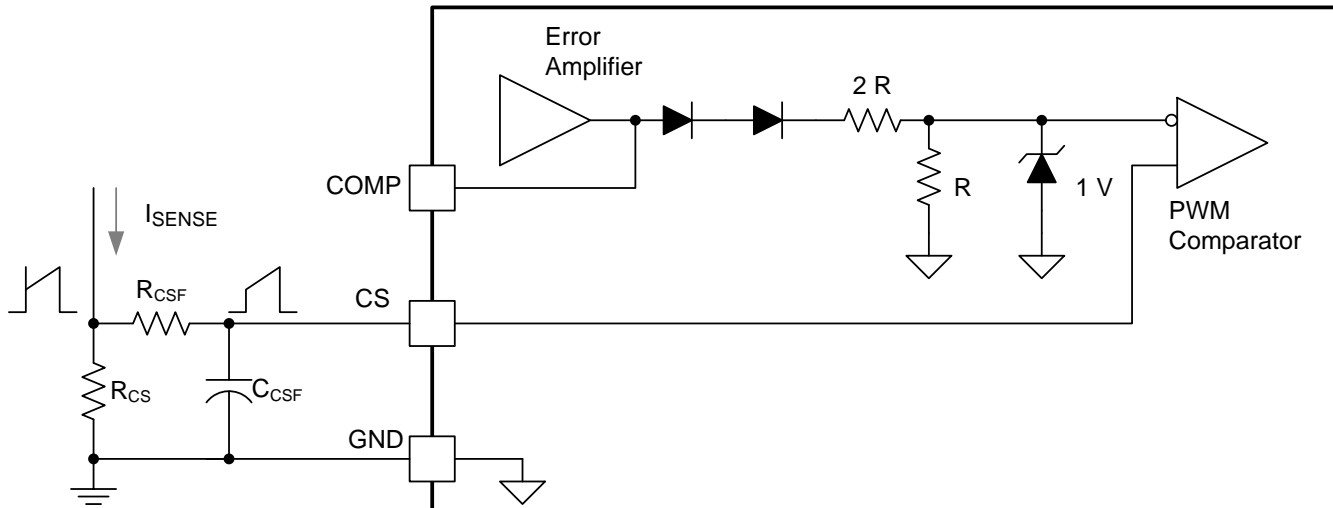 Error
Amplifier
2 R
COMP
R
1 V
PWM
Comparator
ISENSE
RCSF
CS
RCS
CCSF
GND